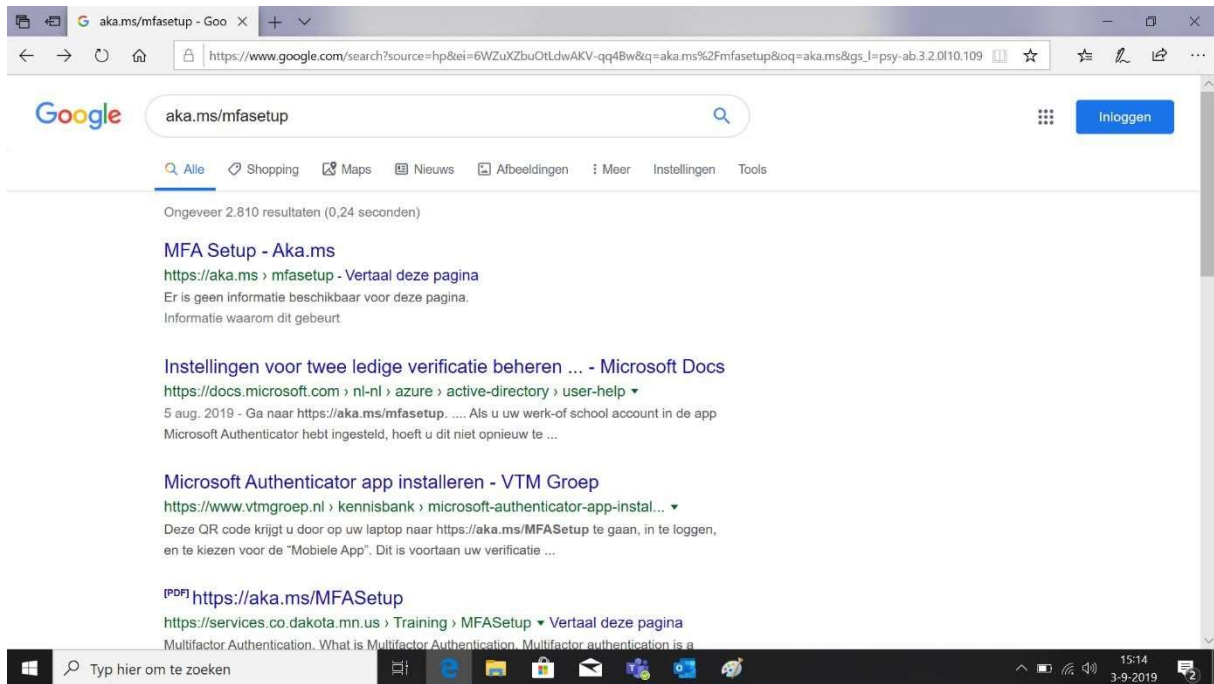 aka.ms/mfasetup - Goo
https://www.google.com/search?source=hp&ei=6WZuXZbuOtLdwAKV-qq4Bw&q=aka.ms%2Fmfasetup&oq=aka.ms&gs_l=psy-ab.3.2.0l10.109
Google
aka.ms/mfasetup
Inloggen
Alle Shopping Maps Nieuws Afbeeldingen Meer Instellingen Tools
Ongeveer 2.810 resultaten (0,24 seconden)
MFA Setup - Aka.ms
https://aka.ms › mfasetup - Vertaal deze pagina
Er is geen informatie beschikbaar voor deze pagina.
Informatie waarom dit gebeurt
Instellingen voor twee ledige verificatie beheren ... - Microsoft Docs
https://docs.microsoft.com › nl-nl › azure › active-directory › user-help
5 aug. 2019 - Ga naar https://aka.ms/mfasetup. .... Als u uw werk-of school account in de app
Microsoft Authenticator hebt ingesteld, hoeft u dit niet opnieuw te ...
Microsoft Authenticator app installeren - VTM Groep
https://www.vtmgroep.nl › kennisbank › microsoft-authenticator-app-instal...
Deze QR code krijgt u door op uw laptop naar https://aka.ms/MFASetup te gaan, in te loggen,
en te kiezen voor de “Mobiele App”. Dit is voortaan uw verificatie ...
[PDF] https://aka.ms/MFASetup
https://services.co.dakota.mn.us › Training › MFASetup Vertaal deze pagina
Multifactor Authentication. What is Multifactor Authentication. Multifactor authentication is a
Typ hier om te zoeken
15:14
3-9-2019
2